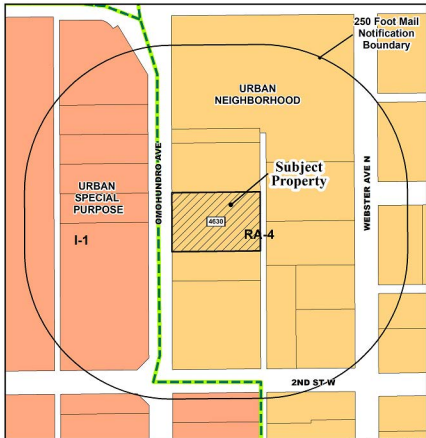 250 Foot Mail
Notification
Boundary
URBAN
NEIGHBORHOOD
OMOHUNDRO AVE
WEBSTER AVE N
Subject
Property
URBAN
SPECIAL
PURPOSE
4630
I-1
RA-4
2ND ST W